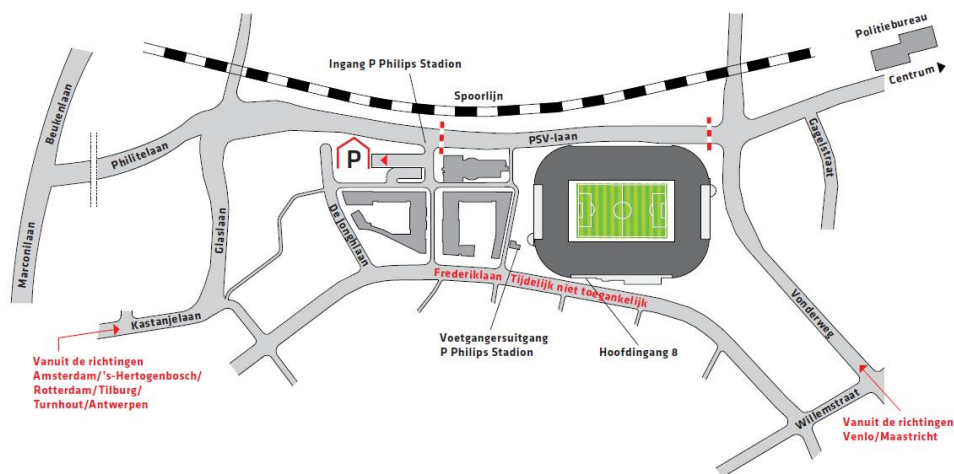 Politiebureau
Centrum
Ingang P Philips Stadion
Spoorlijn
PSV-laan
Gagelstraat
Beukenlaan
Philitelaan
P
De Jonghlaan
Glaslaan
Marconilaan
Frederiklaan Tijdelijk niet toegankelijk
Vonderweg
Kastanjelaan
Voetgangersuitgang
P Philips Stadion
Hoofdingang 8
Vanuit de richtingen
Amsterdam/'s-Hertogenbosch/
Rotterdam/Tilburg/
Turnhout/Antwerpen
Willemstraat
Vanuit de richtingen
Venlo/Maastricht